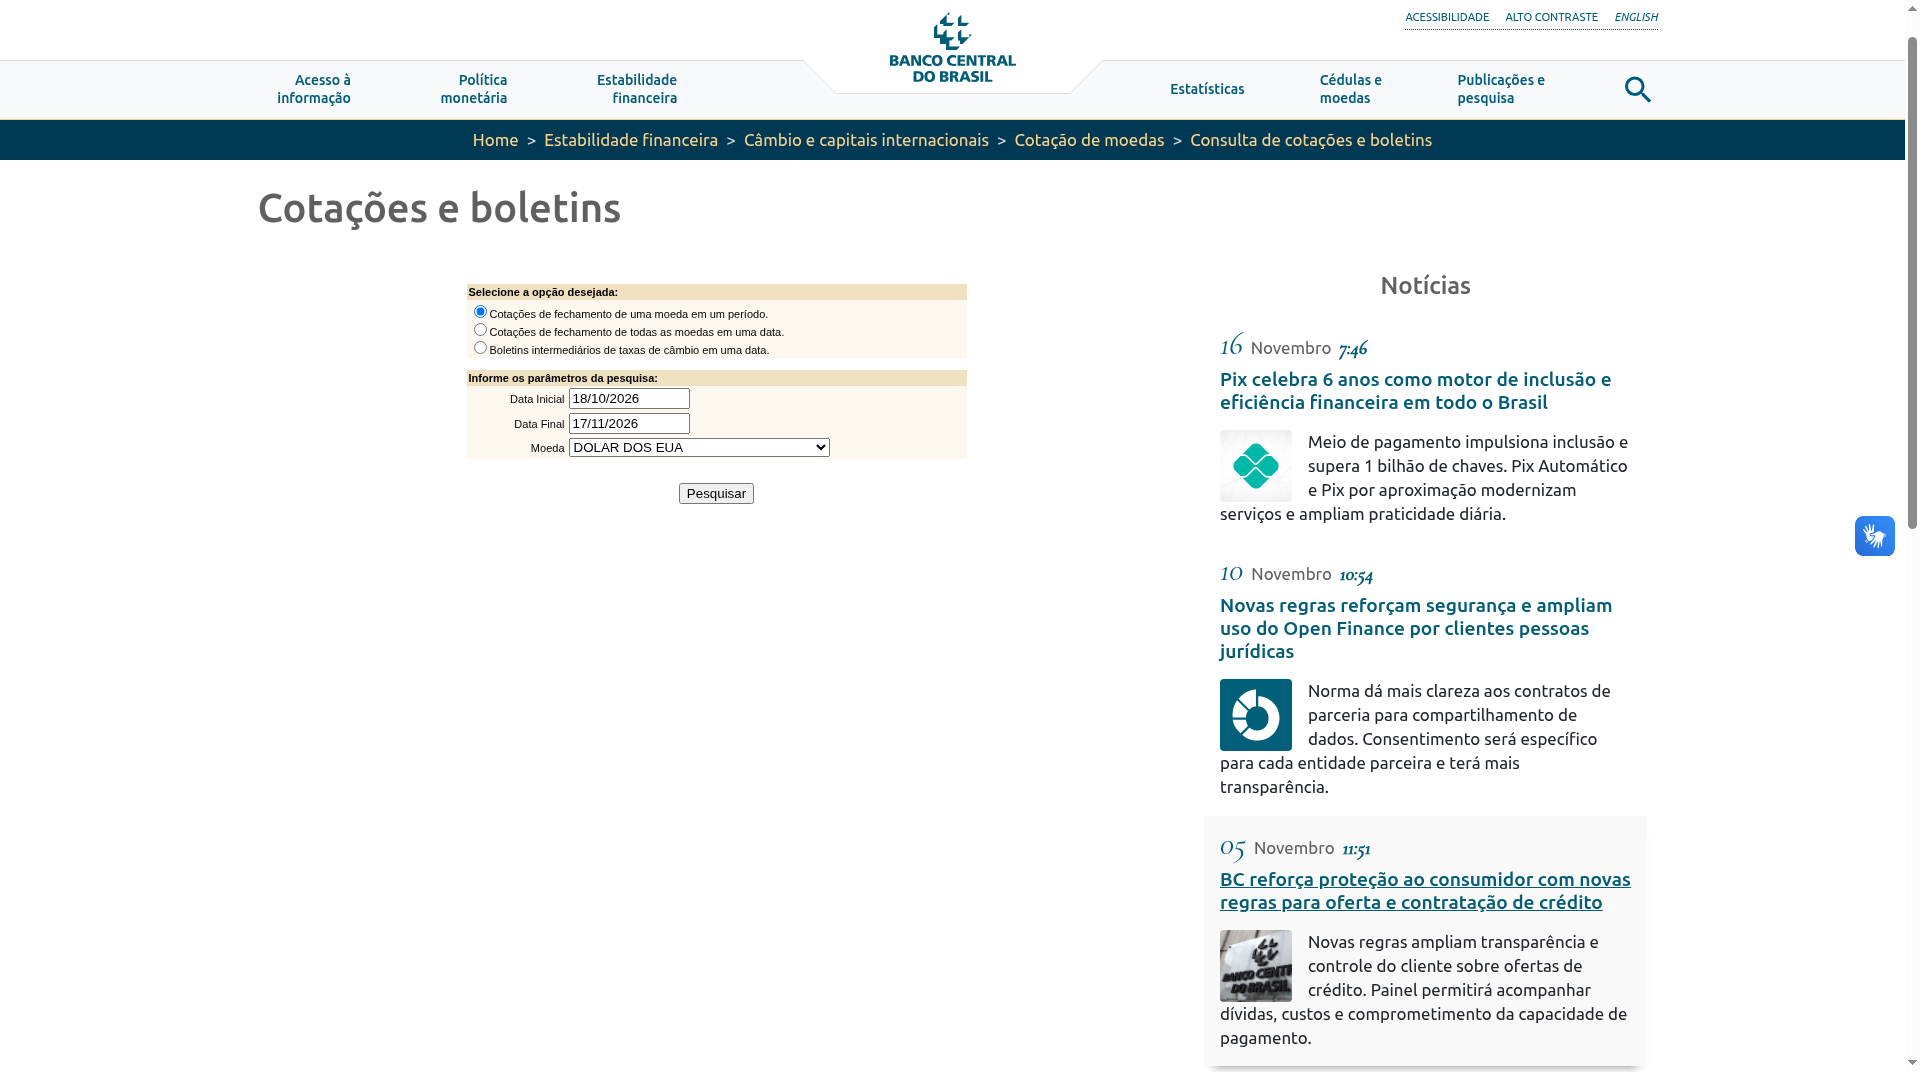 ACESSIBILIDADE ALTO CONTRASTE ENGLISH
BANCO CENTRAL
DO BRASIL
Acesso à
informação
Política
monetária
Estabilidade
financeira
Estatísticas
Cédulas e
moedas
Publicações e
pesquisa
Home > Estabilidade financeira > Câmbio e capitais internacionais > Cotação de moedas > Consulta de cotações e boletins
Cotações e boletins
Selecione a opção desejada:
Cotações de fechamento de uma moeda em um período.
Cotações de fechamento de todas as moedas em uma data.
Boletins intermediários de taxas de câmbio em uma data.
Informe os parâmetros da pesquisa:
Data Inicial 18/10/2026
Data Final 17/11/2026
Moeda DOLAR DOS EUA
Pesquisar
Notícias
16 Novembro 7:46
Pix celebra 6 anos como motor de inclusão e
eficiência financeira em todo o Brasil
Meio de pagamento impulsiona inclusão e
supera 1 bilhão de chaves. Pix Automático
e Pix por aproximação modernizam
serviços e ampliam praticidade diária.
10 Novembro 10:54
Novas regras reforçam segurança e ampliam
uso do Open Finance por clientes pessoas
jurídicas
Norma dá mais clareza aos contratos de
parceria para compartilhamento de
dados. Consentimento será específico
para cada entidade parceira e terá mais
transparência.
05 Novembro 11:51
BC reforça proteção ao consumidor com novas
regras para oferta e contratação de crédito
BANCO CENT
DO BRASIL
Novas regras ampliam transparência e
controle do cliente sobre ofertas de
crédito. Painel permitirá acompanhar
dívidas, custos e comprometimento da capacidade de
pagamento.